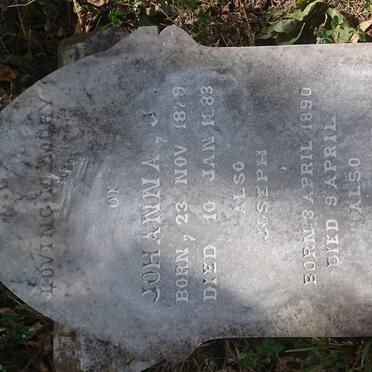 LOVING MEMORY
OF
JOHANNA, J
BORN, 23 NOV 1879
DIED 10 JAN 1883
ALSO
JOSEPH
BORN 3 APRIL 1890
DIED 9 APRIL
ALSO